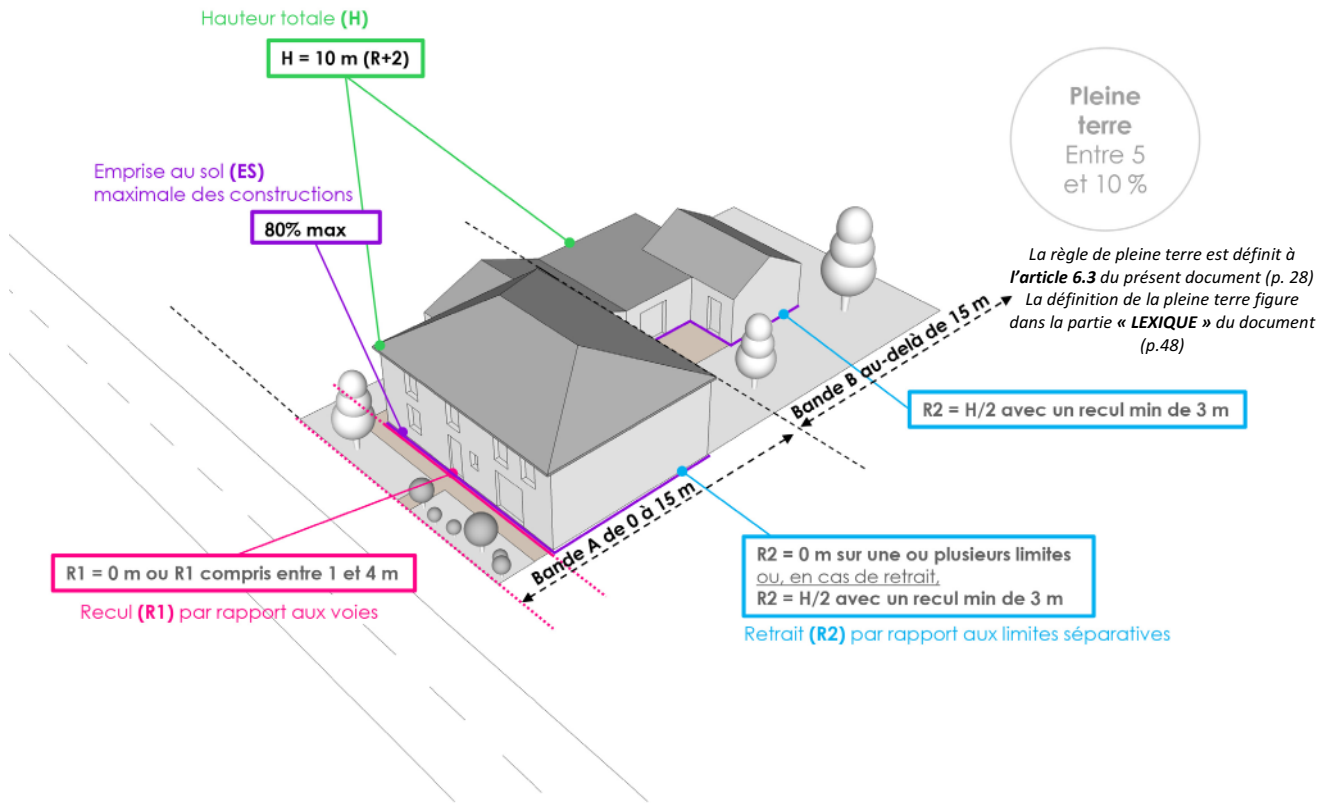 Hauteur totale (H)
H = 10 m (R+2)
Pleine
terre
Entre 5
et 10 %
Emprise au sol (ES)
maximale des constructions
80% max
La règle de pleine terre est définit à
l’article 6.3 du présent document (p. 28)
La définition de la pleine terre figure
dans la partie « LEXIQUE » du document
(p.48)
Bande B au-delà de 15 m
R2 = H/2 avec un recul min de 3 m
Bande A de 0 à 15 m
R2 = 0 m sur une ou plusieurs limites
ou, en cas de retrait,
R2 = H/2 avec un recul min de 3 m
Retrait (R2) par rapport aux limites séparatives
R1 = 0 m ou R1 compris entre 1 et 4 m
Recul (R1) par rapport aux voies